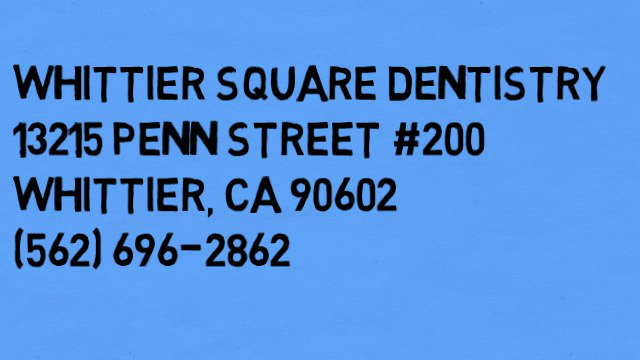 WHITTIER SQUARE DENTISTRY
13215 PENN STREET #200
WHITTIER, CA 90602
(562) 696-2862